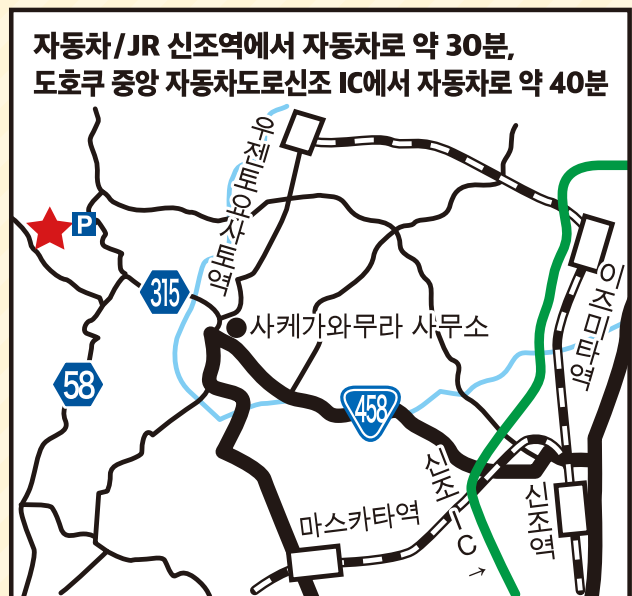 자동차/JR 신조역에서 자동차로 약 30분,
도호쿠 중앙 자동차도로신조 IC에서 자동차로 약 40분
우젠토요사토역
P
이즈미타역
315
사케가와무라 사무소
58
458
신조IC→
신조역
마스카타역